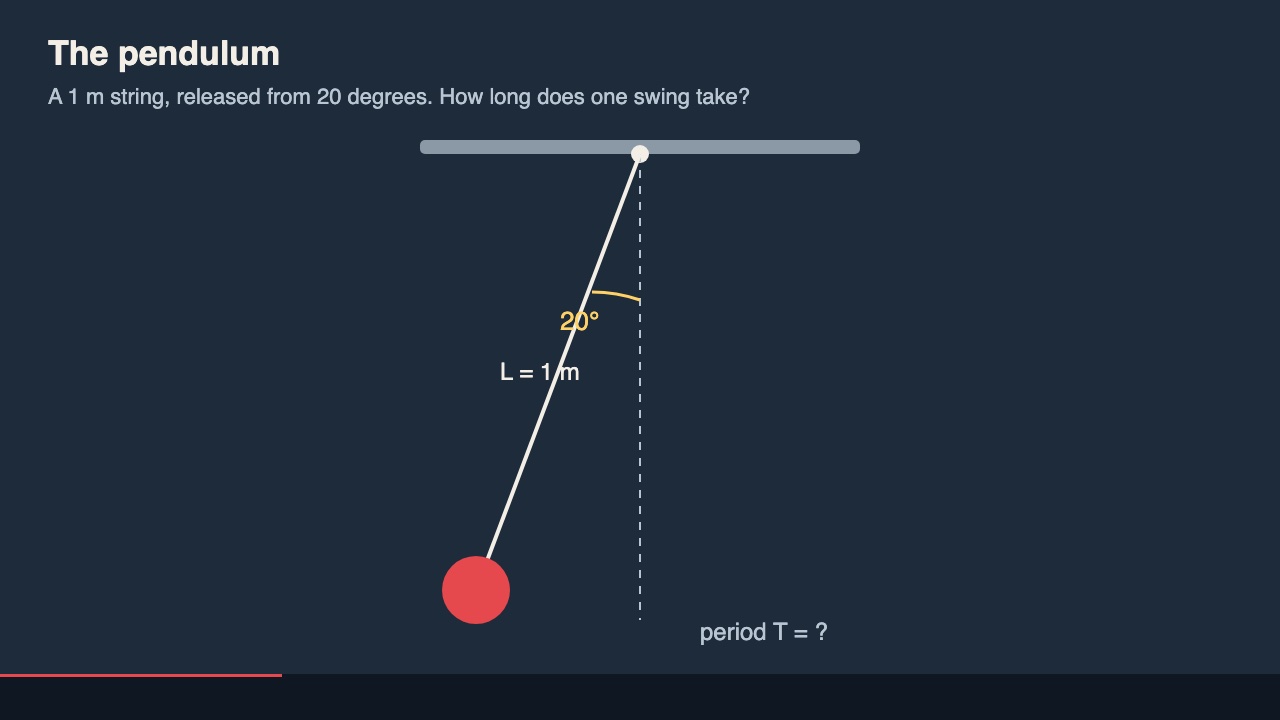 The pendulum
A 1 m string, released from 20 degrees. How long does one swing take?
20°
L = 1 m
period T = ?